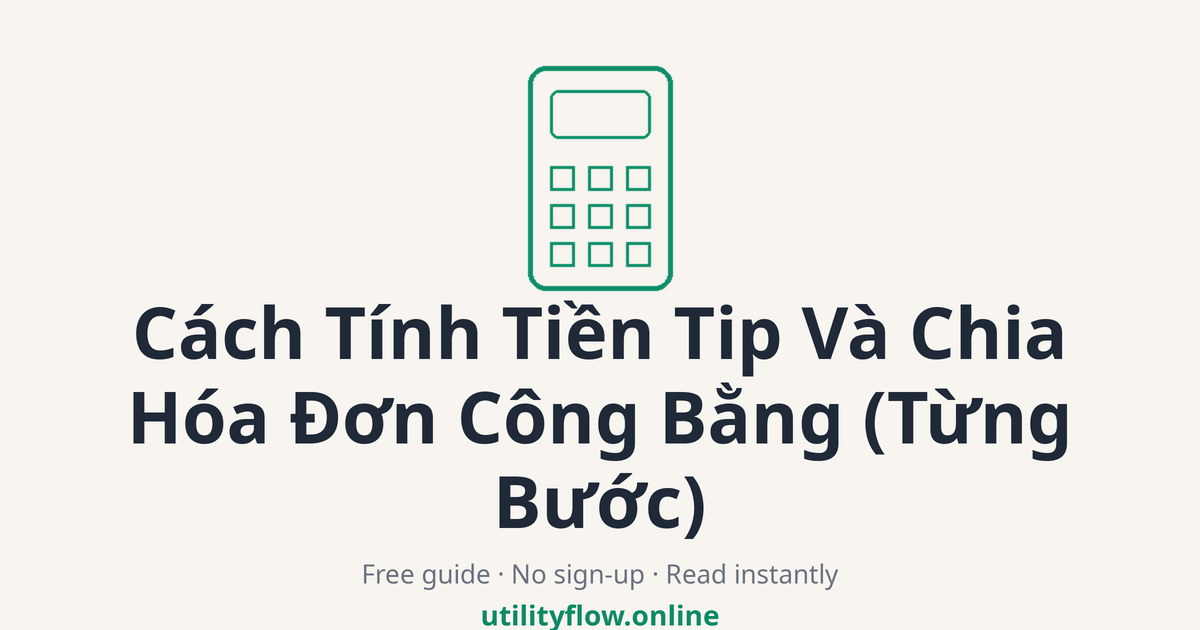 Cách Tính Tiền Tip Và Chia
Hóa Đơn Công Bằng (Từng
Bước)
Free guide · No sign-up · Read instantly
utilityflow.online